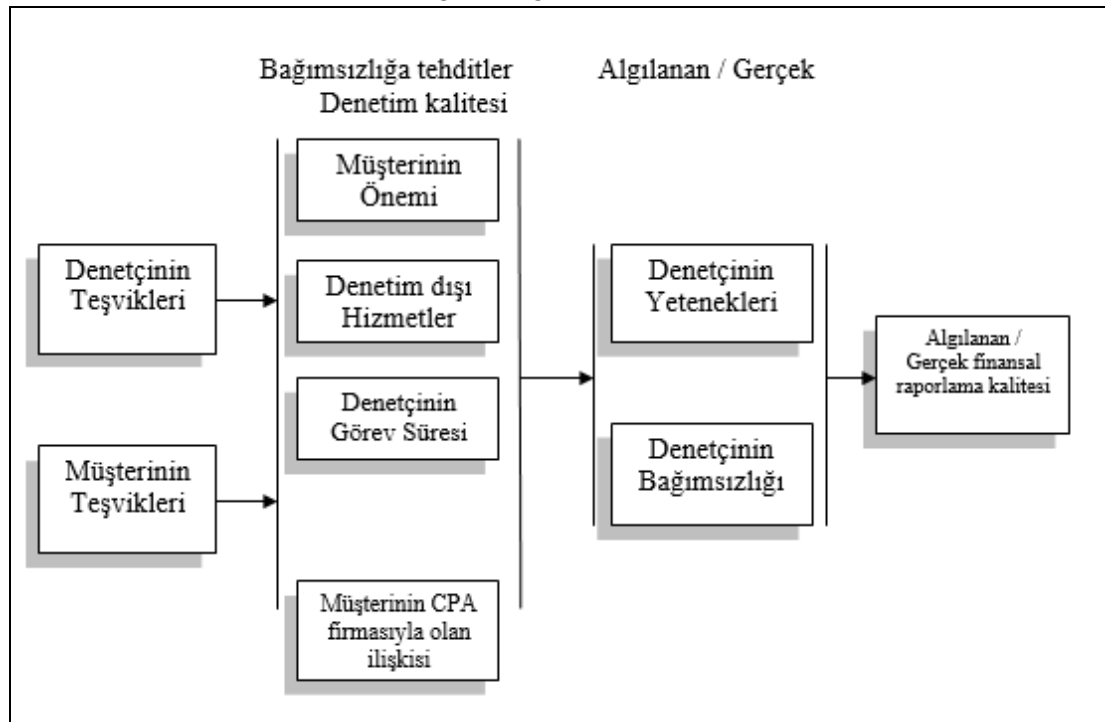 Bağımsızlığa tehditler
Algılanan / Gerçek
Denetim kalitesi
Denetçinin
Teşvikleri
Müşterinin
Teşvikleri
Müşterinin
Önemi
Denetim dışı
Hizmetler
Denetçinin
Görev Süresi
Müşterinin CPA
firmasıyla olan
ilişkisi
Denetçinin
Yetenekleri
Denetçinin
Bağımsızlığı
Algılanan /
Gerçek finansal
raporlama kalitesi